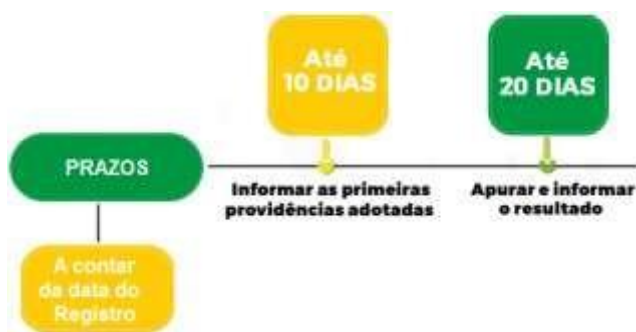 Até
10 DIAS
Até
20 DIAS
PRAZOS
Informar as primeiras
providências adotadas
Apurar e informar
o resultado
A contar
da data do
Registro